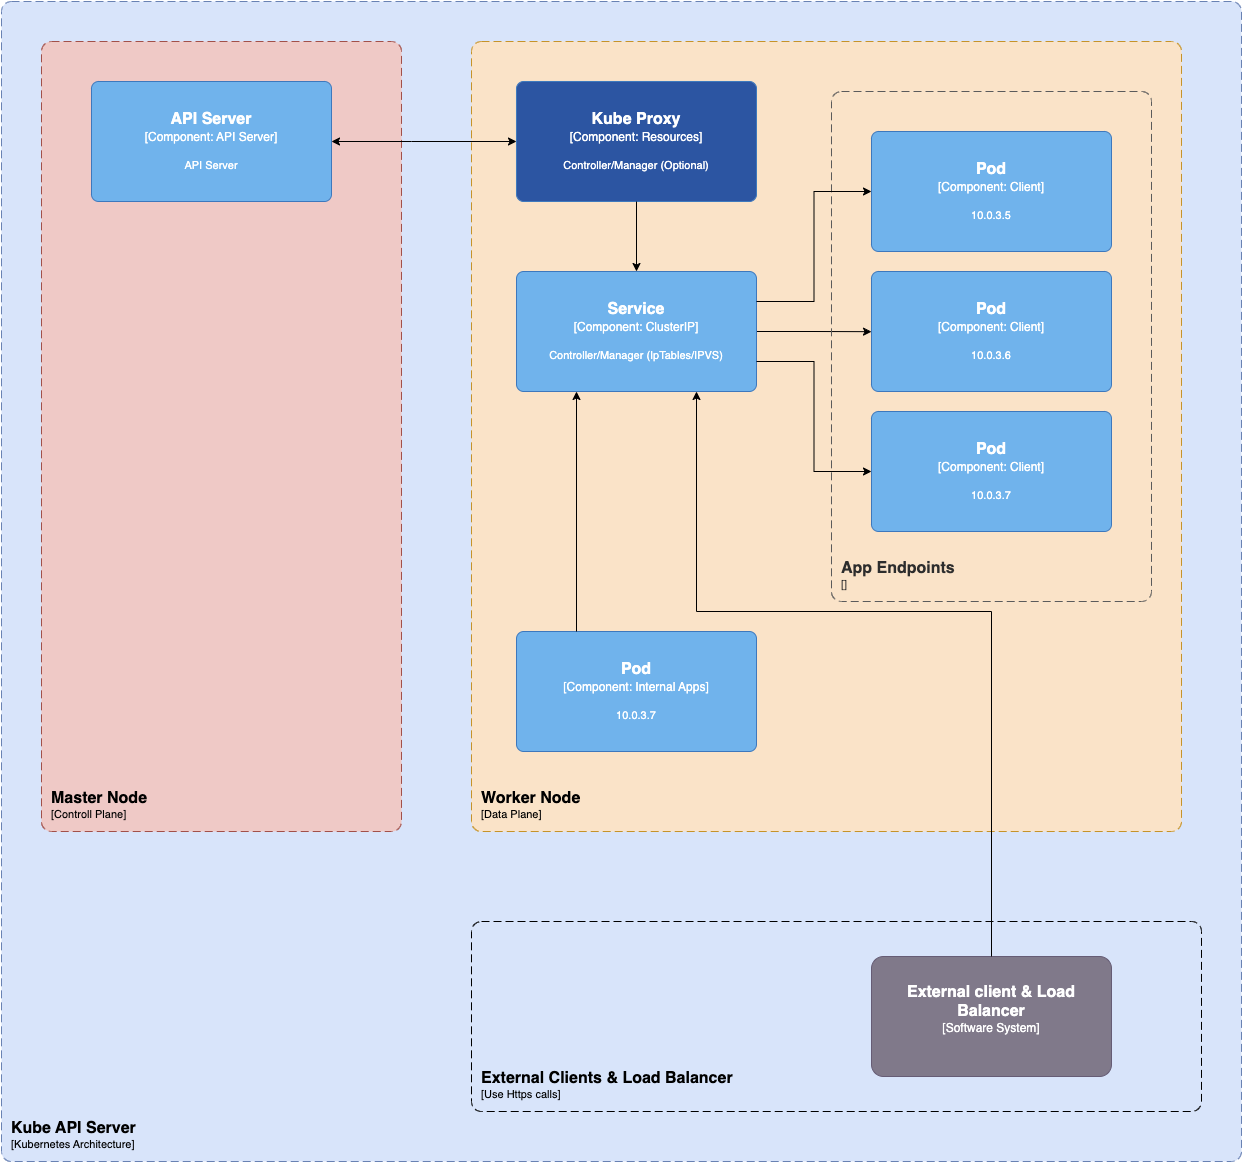 API Server
[Component: API Server]
API Server
Kube Proxy
[Component: Resources]
Controller/Manager (Optional)
Pod
[Component: Client]
10.0.3.5
Service
[Component: ClusterIP]
Controller/Manager (IpTables/IPVS)
Pod
[Component: Client]
10.0.3.6
Pod
[Component: Client]
10.0.3.7
App Endpoints
[]
Pod
[Component: Internal Apps]
10.0.3.7
Master Node
[Controll Plane]
Worker Node
[Data Plane]
External client & Load
Balancer
[Software System]
External Clients & Load Balancer
[Use Https calls]
Kube API Server
[Kubernetes Architecture]